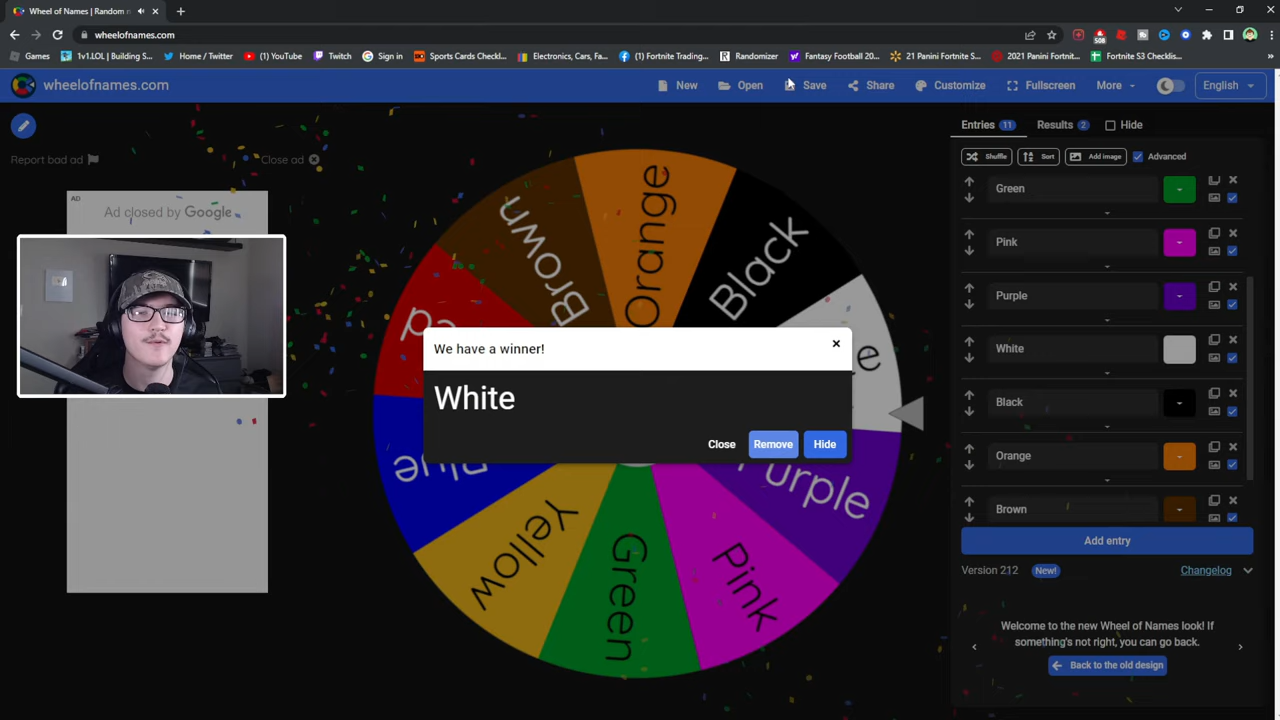 Wheel of Names | Random n
wheelofnames.com
508
Games
1v1.LOL | Building S...
Home / Twitter
(1) YouTube
Twitch
Sign in
Sports Cards Checkl...
Electronics, Cars, F...
(1) Fortnite Trading...
Randomizer
Fantasy Football 20...
21 Panini Fortnite S...
2021 Panini Fortnit...
Fortnite S3 Checklis...
wheelofnames.com
New
Open
Save
Share
Customize
Fullscreen
More
English
Report bad ad
Close ad
AD
Ad closed by Google
Entries 11
Results 2
Hide
Shuffle
Sort
Add image
Advanced
Green
Pink
Purple
White
Black
Orange
Brown
Add entry
Version 212
New!
Changelog
Welcome to the new Wheel of Names look! If
something's not right, you can go back.
Back to the old design
Brown
Orange
Black
ed
e
Blue
Purple
Yellow
Green
Pink
We have a winner!
White
Close
Remove
Hide